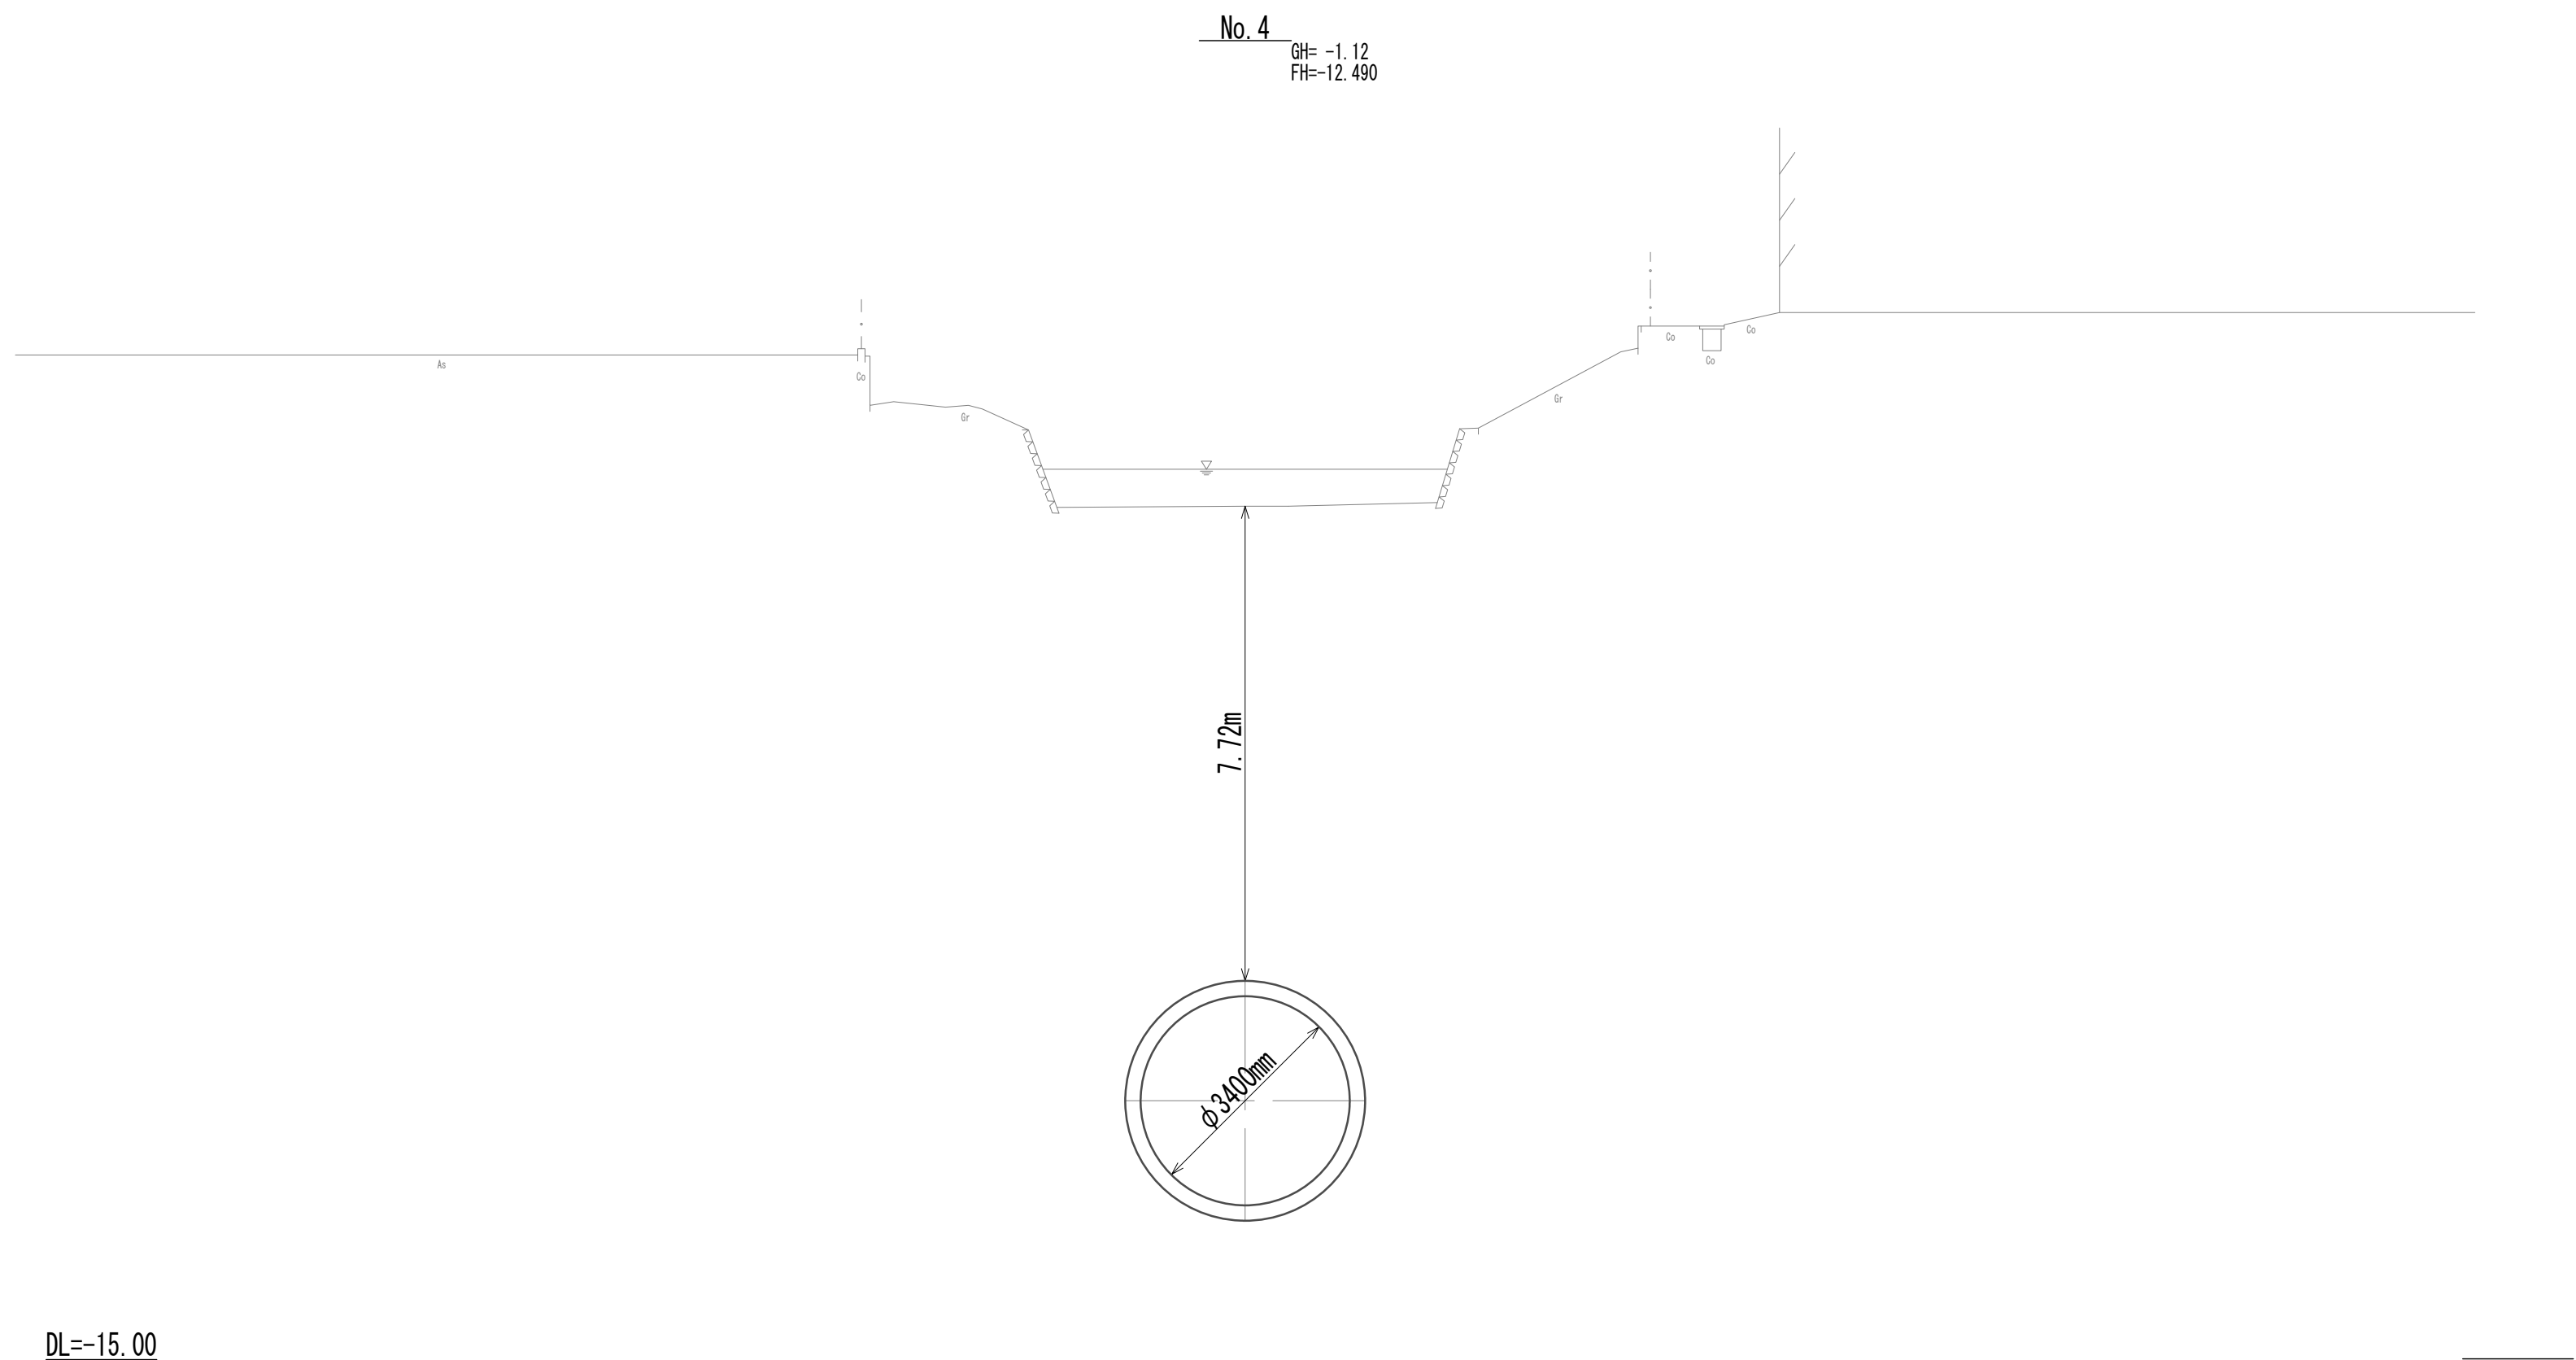 No.4
GH= -1.12
FH=-12.490
As
Co
Gr
Co
Co
Co
Gr
7.72m
φ3400mm
DL=-15.00